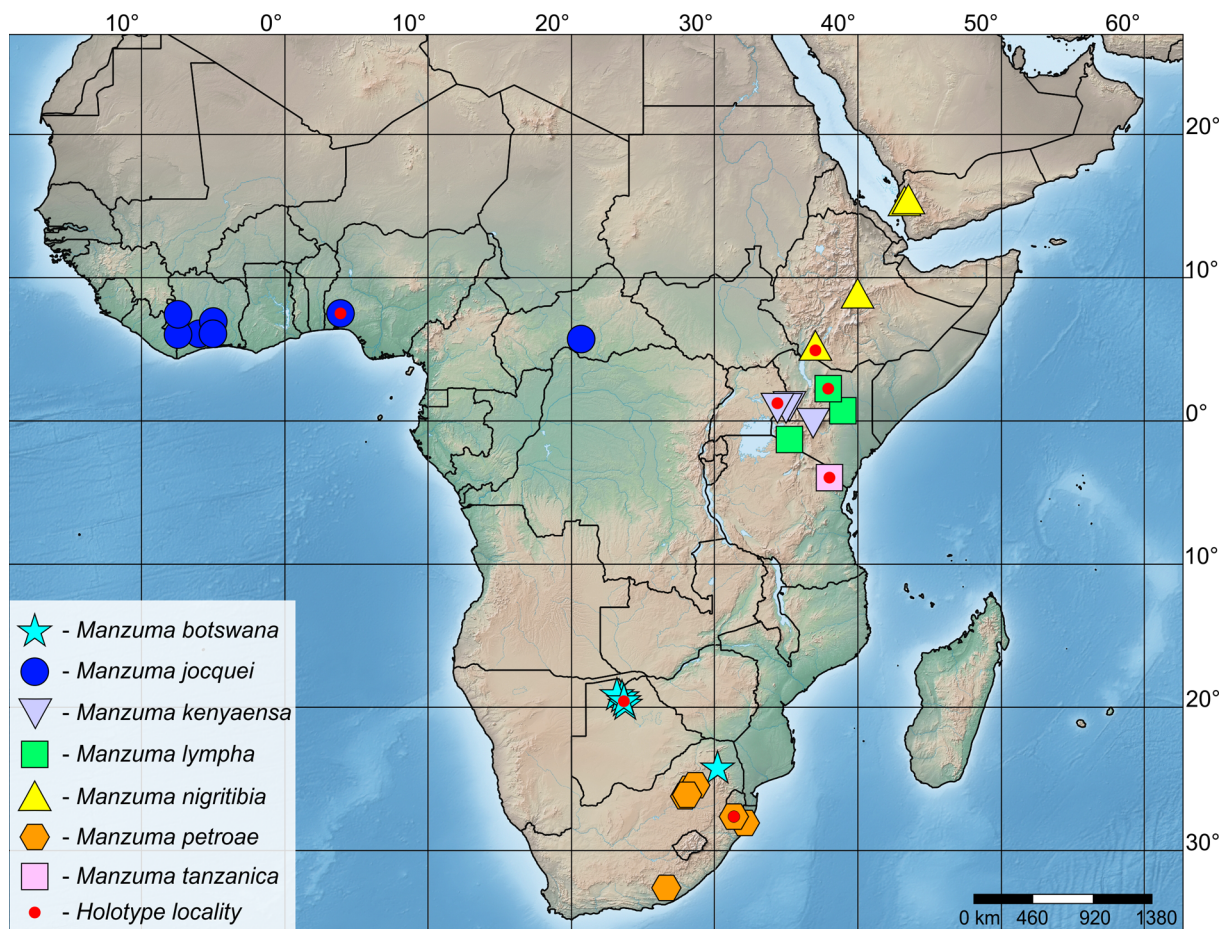 10° 0° 10° 20° 30° 40° 50° 60°
20°
10°
0°
10°
20°
30°
- Manzuma botswana
- Manzuma jocquei
- Manzuma kenyaensa
- Manzuma lympha
- Manzuma nigritibia
- Manzuma petroae
- Manzuma tanzanica
- Holotype locality
0 km 460 920 1380